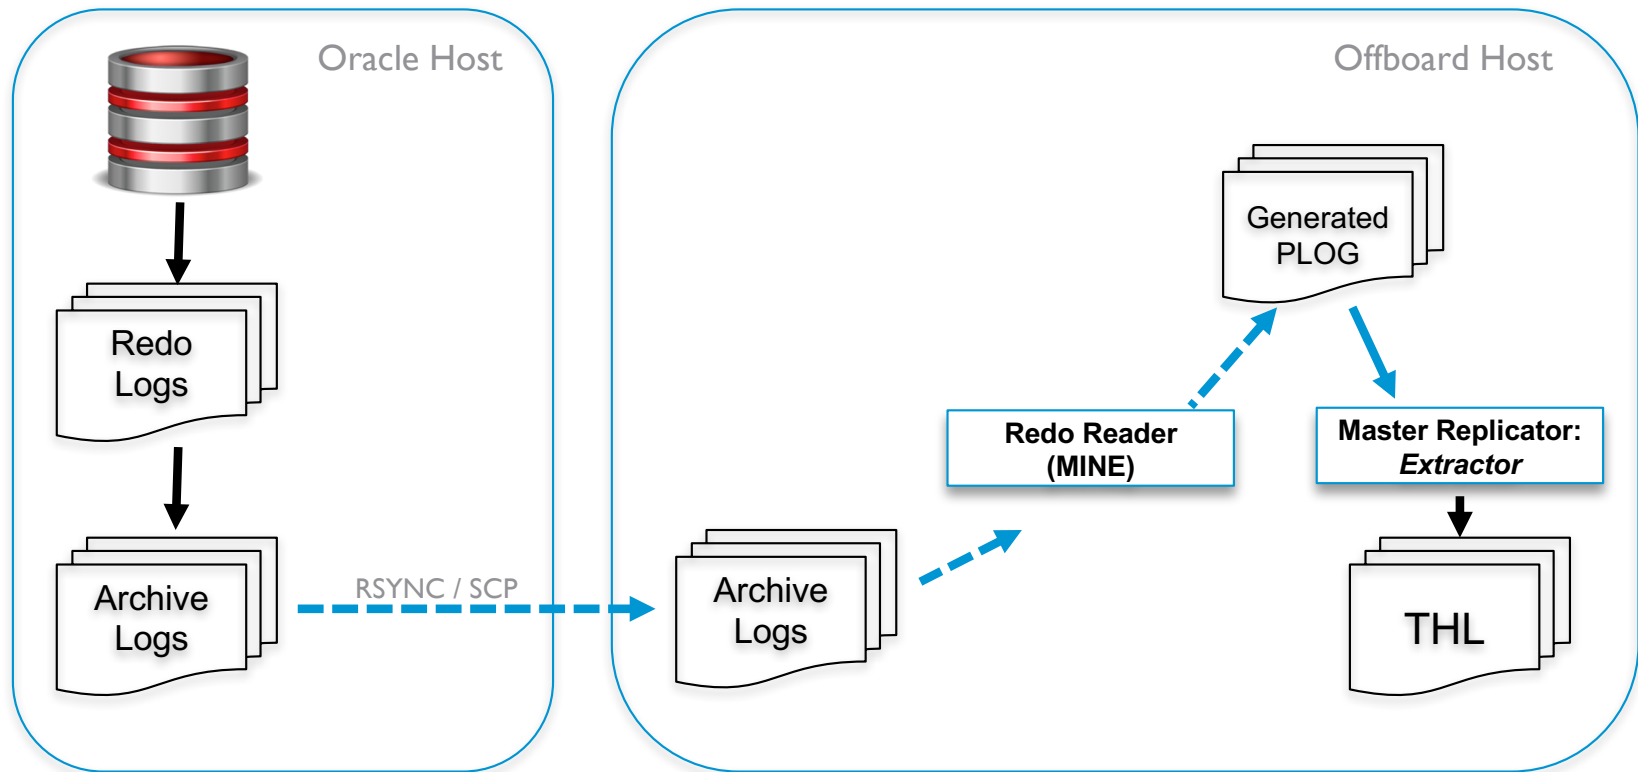 Oracle Host
Redo
Logs
Archive
Logs
RSYNC / SCP
Offboard Host
Archive
Logs
Redo Reader
(MINE)
Generated
PLOG
Master Replicator:
Extractor
THL